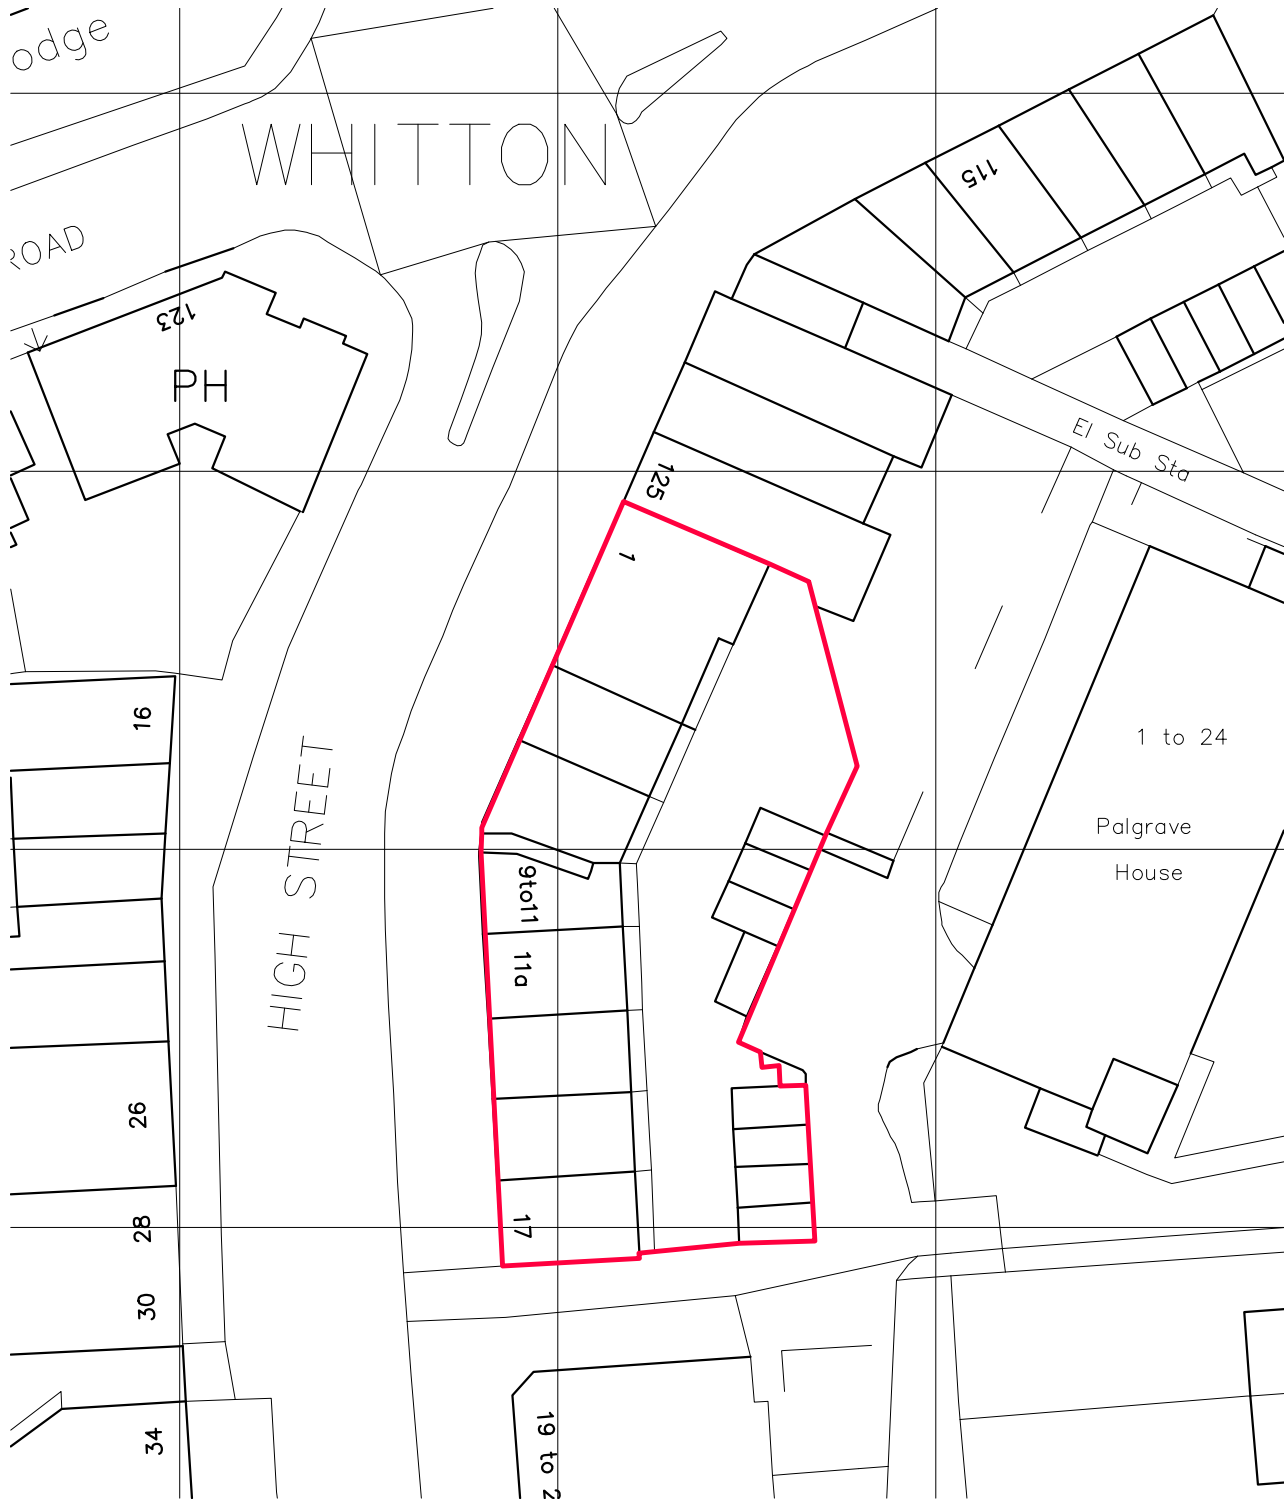 odge
WHITTON
ROAD
115
123
PH
El Sub Sta
125
1
16
1 to 24
Palgrave
House
HIGH STREET
9to11
11a
26
17
28
30
34
19 to 2